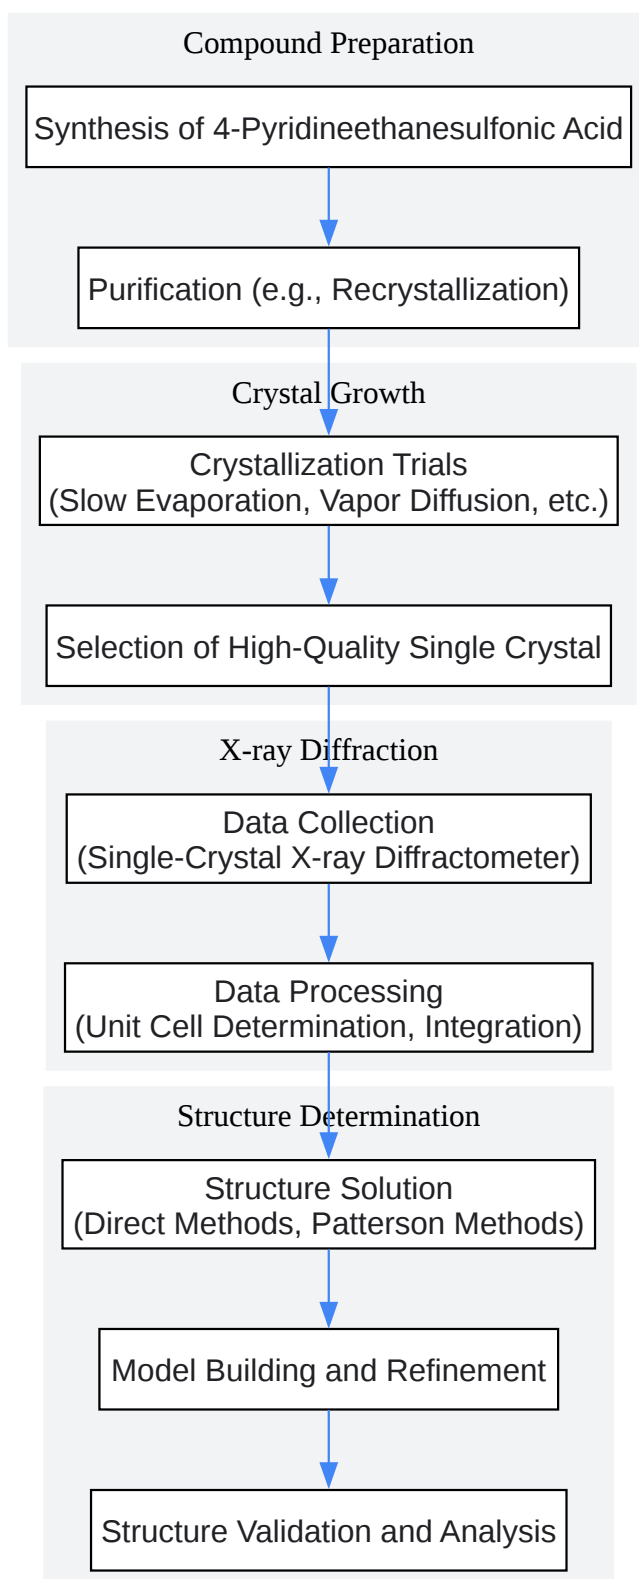 Compound Preparation
Synthesis of 4-Pyridineethanesulfonic Acid
Purification (e.g., Recrystallization)
Crystal Growth
Crystallization Trials
(Slow Evaporation, Vapor Diffusion, etc.)
Selection of High-Quality Single Crystal
X-ray Diffraction
Data Collection
(Single-Crystal X-ray Diffractometer)
Data Processing
(Unit Cell Determination, Integration)
Structure Determination
Structure Solution
(Direct Methods, Patterson Methods)
Model Building and Refinement
Structure Validation and Analysis